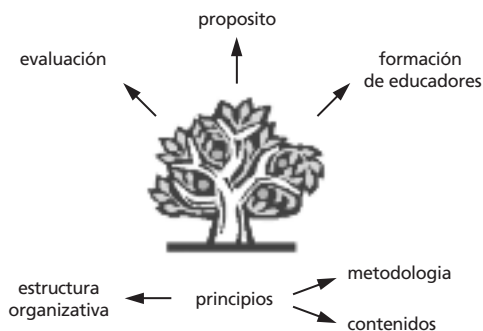 proposito
evaluación
formación
de educadores
metodologia
estructura
organizativa
principios
contenidos